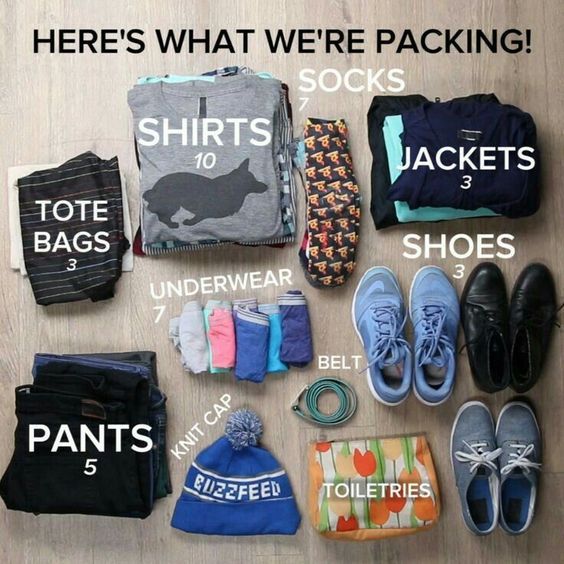 HERE'S WHAT WE'RE PACKING!
SOCKS
7
SHIRTS
10
JACKETS
3
TOTE
BAGS
3
SHOES
3
UNDERWEAR
7
BELT
KNIT CAP
PANTS
5
BUZZFEED
TOILETRIES